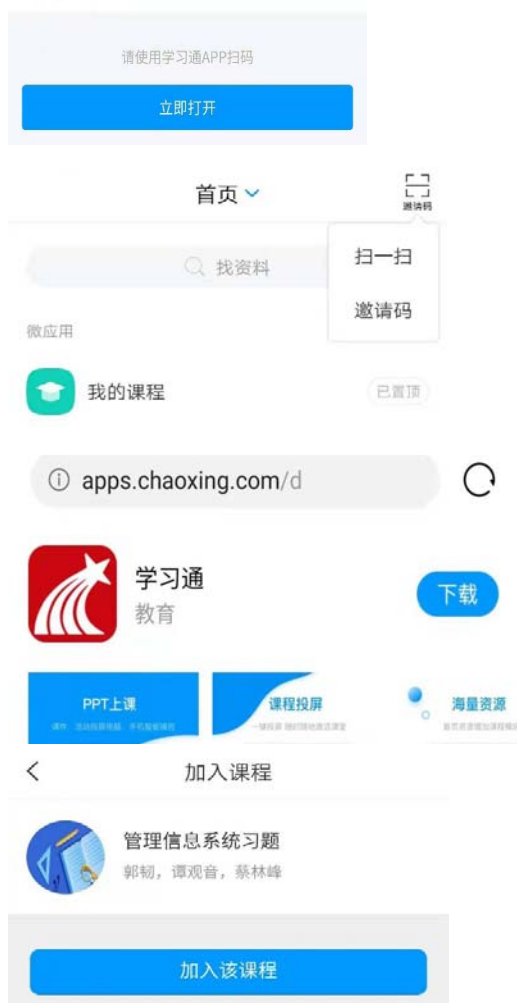 请使用学习通APP扫码
立即打开
首页
邀请码
找资料
扫一扫
邀请码
微应用
我的课程
已置顶
apps.chaoxing.com/d
学习通
教育
下载
PPT上课
课程投屏
海量资源
加入课程
管理信息系统习题
郭韧，谭观音，蔡林峰
加入该课程